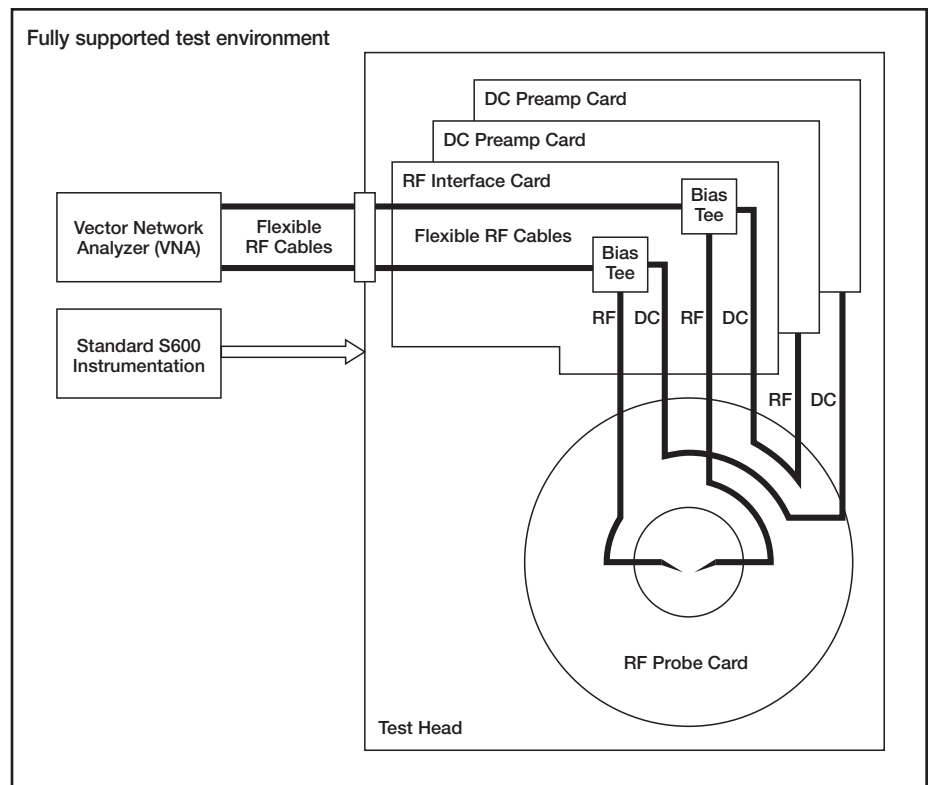 Fully supported test environment
DC Preamp Card
DC Preamp Card
RF Interface Card
Bias
Tee
Vector Network
Analyzer (VNA)
Flexible
RF Cables
Flexible RF Cables
Bias
Tee
RF DC RF DC
Standard S600
Instrumentation
RF DC
RF Probe Card
Test Head